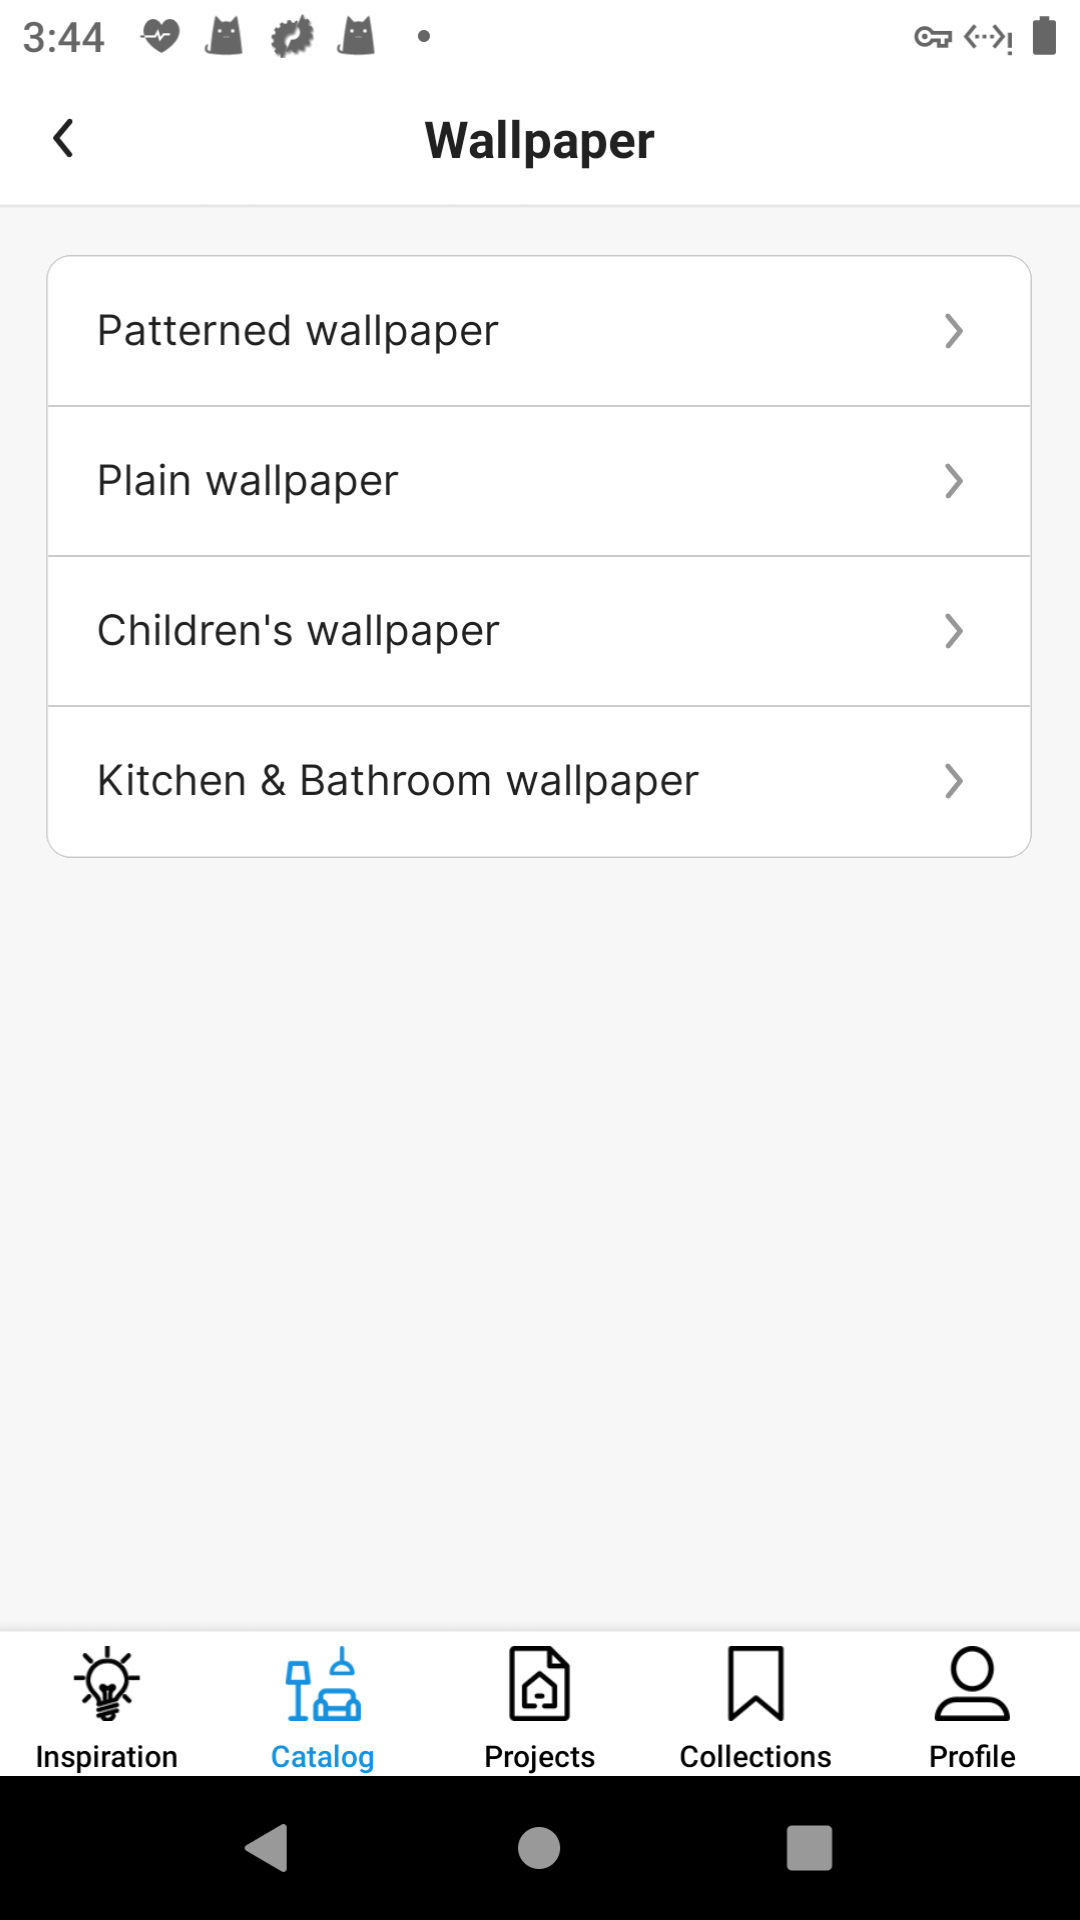 3:44
Wallpaper
Patterned wallpaper
Plain wallpaper
Children's wallpaper
Kitchen & Bathroom wallpaper
Inspiration
Catalog
Projects
Collections
Profile